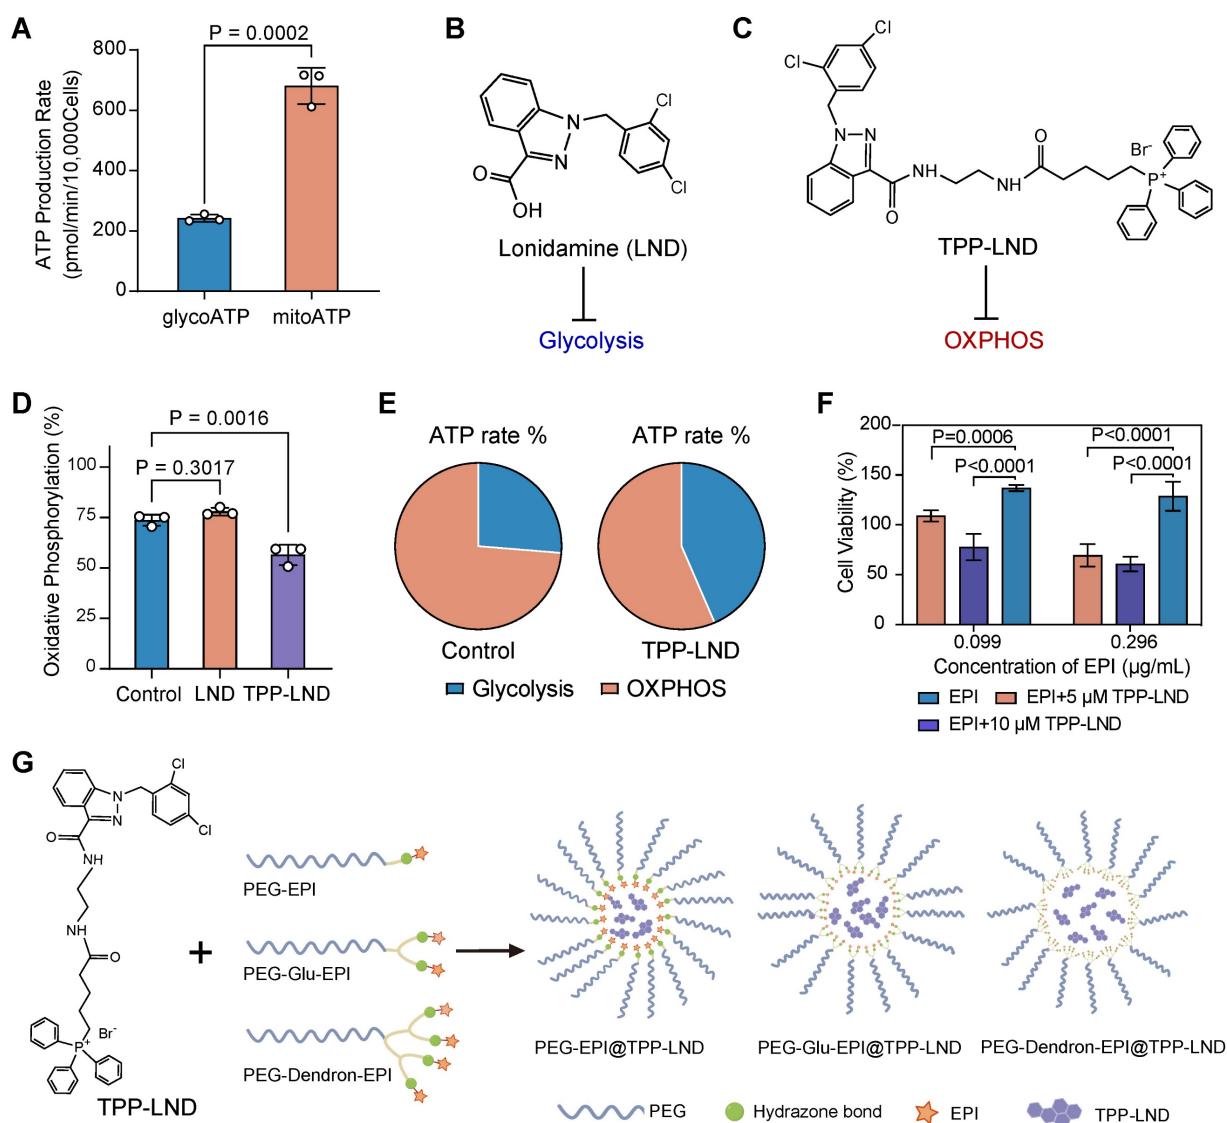 A
P = 0.0002
800
600
400
200
0
ATP Production Rate
(pmol/min/10,000Cells)
glycoATP
mitoATP
B
N
N
O
OH
Cl
Cl
Lonidamine (LND)
Glycolysis
C
Cl
Cl
N
N
O
NH
NH
O
Br-
P+
TPP-LND
OXPHOS
D
P = 0.0016
P = 0.3017
100
75
50
25
0
Oxidative Phosphorylation (%)
Control
LND
TPP-LND
E
ATP rate %
ATP rate %
Control
TPP-LND
Glycolysis
OXPHOS
F
200
150
100
50
0
Cell Viability (%)
P=0.0006
P<0.0001
P<0.0001
P<0.0001
0.099
0.296
Concentration of EPI (µg/mL)
EPI
EPI+5 µM TPP-LND
EPI+10 µM TPP-LND
G
Cl
Cl
N
N
O
NH
NH
O
Br-
P+
TPP-LND
+
PEG-EPI
PEG-Glu-EPI
PEG-Dendron-EPI
PEG-EPI@TPP-LND
PEG-Glu-EPI@TPP-LND
PEG-Dendron-EPI@TPP-LND
PEG
Hydrazone bond
EPI
TPP-LND